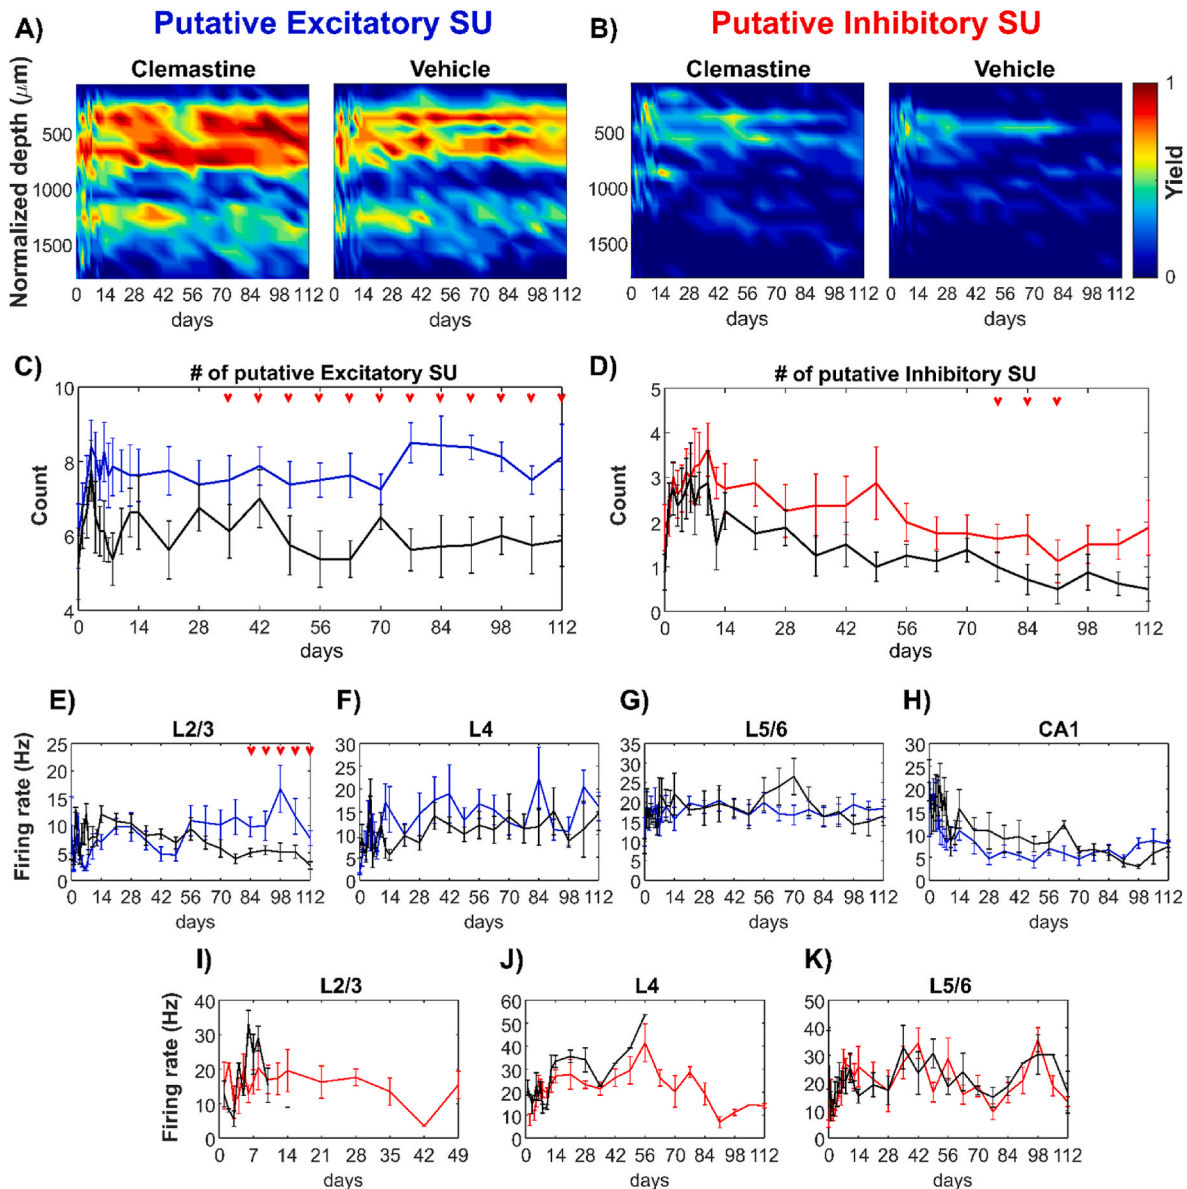 A) Putative Excitatory SU B) Putative Inhibitory SU
Clemastine Vehicle Clemastine Vehicle
Normalized depth (μm)
500
1000
1500
0 14 28 42 56 70 84 98 112
days
0 14 28 42 56 70 84 98 112
days
500
1000
1500
0 14 28 42 56 70 84 98 112
days
0 14 28 42 56 70 84 98 112
days
1
Yield
0
C) # of putative Excitatory SU
Count
10
8
6
4
0 14 28 42 56 70 84 98 112
days
D) # of putative Inhibitory SU
Count
5
4
3
2
1
0
0 14 28 42 56 70 84 98 112
days
E) L2/3
Firing rate (Hz)
25
20
15
10
5
0
0 14 28 42 56 70 84 98 112
days
F) L4
30
25
20
15
10
5
0
0 14 28 42 56 70 84 98 112
days
G) L5/6
35
30
25
20
15
10
5
0
0 14 28 42 56 70 84 98 112
days
H) CA1
30
25
20
15
10
5
0
0 14 28 42 56 70 84 98 112
days
I) L2/3
Firing rate (Hz)
40
30
20
10
0
0 7 14 21 28 35 42 49
days
J) L4
60
50
40
30
20
10
0
0 14 28 42 56 70 84 98 112
days
K) L5/6
50
40
30
20
10
0
0 14 28 42 56 70 84 98 112
days